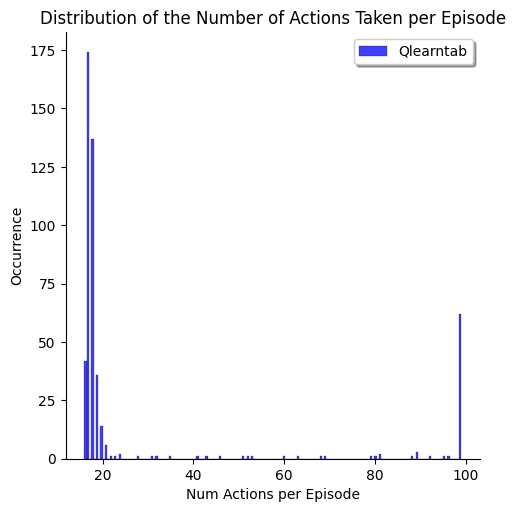 Distribution of the Number of Actions Taken per Episode
Qlearntab
175
150
125
100
75
50
25
0
Occurrence
20 40 60 80 100
Num Actions per Episode